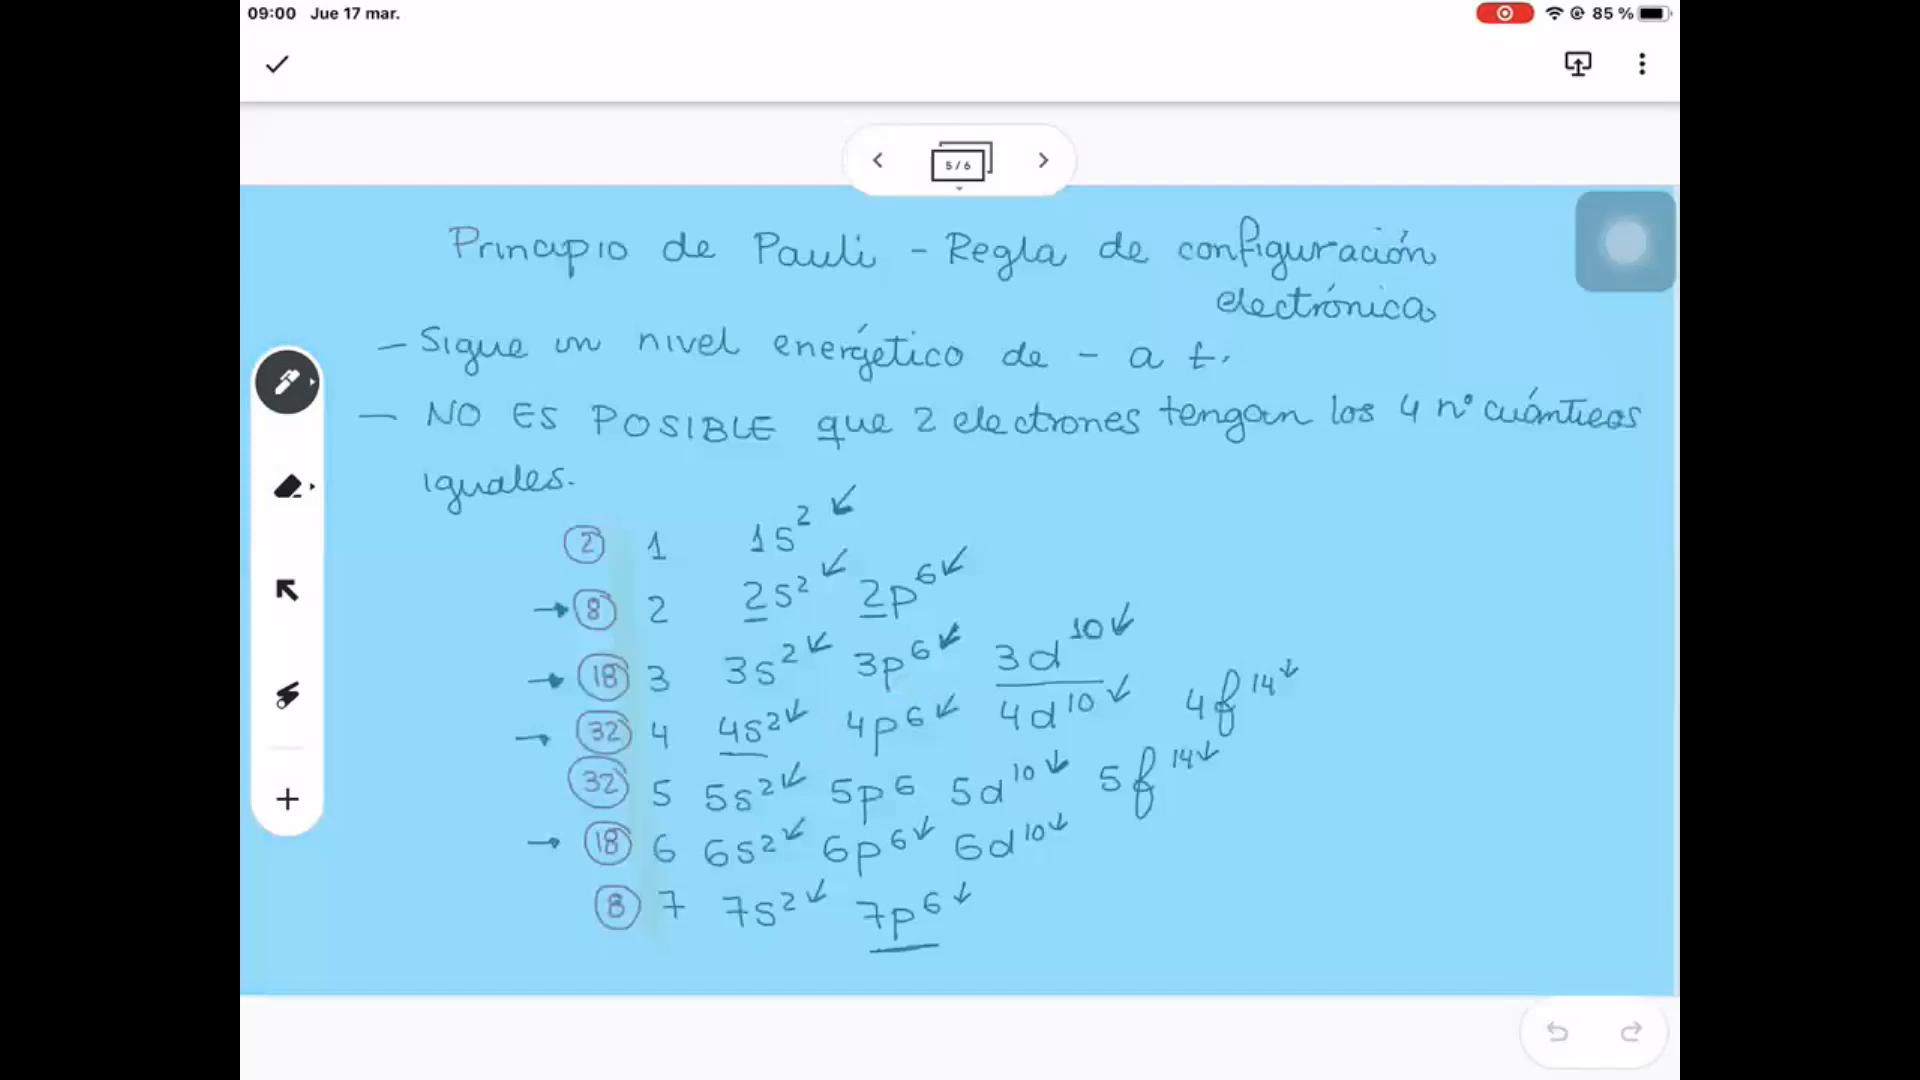 09:00 Jue 17 mar. 85 %
5 / 6
Principio de Pauli - Regla de configuración
electrónica
- Sigue un nivel energético de - a +.
- NO ES POSIBLE que 2 electrones tengan los 4 nº cuánticos
iguales.
2 1 1s² ↙
→ 8 2 2s² ↙ 2p⁶ ↙
→ 18 3 3s² ↙ 3p⁶ ↙ 3d¹⁰ ↓
→ 32 4 4s² ↙ 4p⁶ ↙ 4d¹⁰ ↙ 4f¹⁴ ↓
32 5 5s² ↙ 5p⁶ 5d¹⁰ ↓ 5f¹⁴ ↓
→ 18 6 6s² ↙ 6p⁶ ↓ 6d¹⁰ ↓
8 7 7s² ↓ 7p⁶ ↓